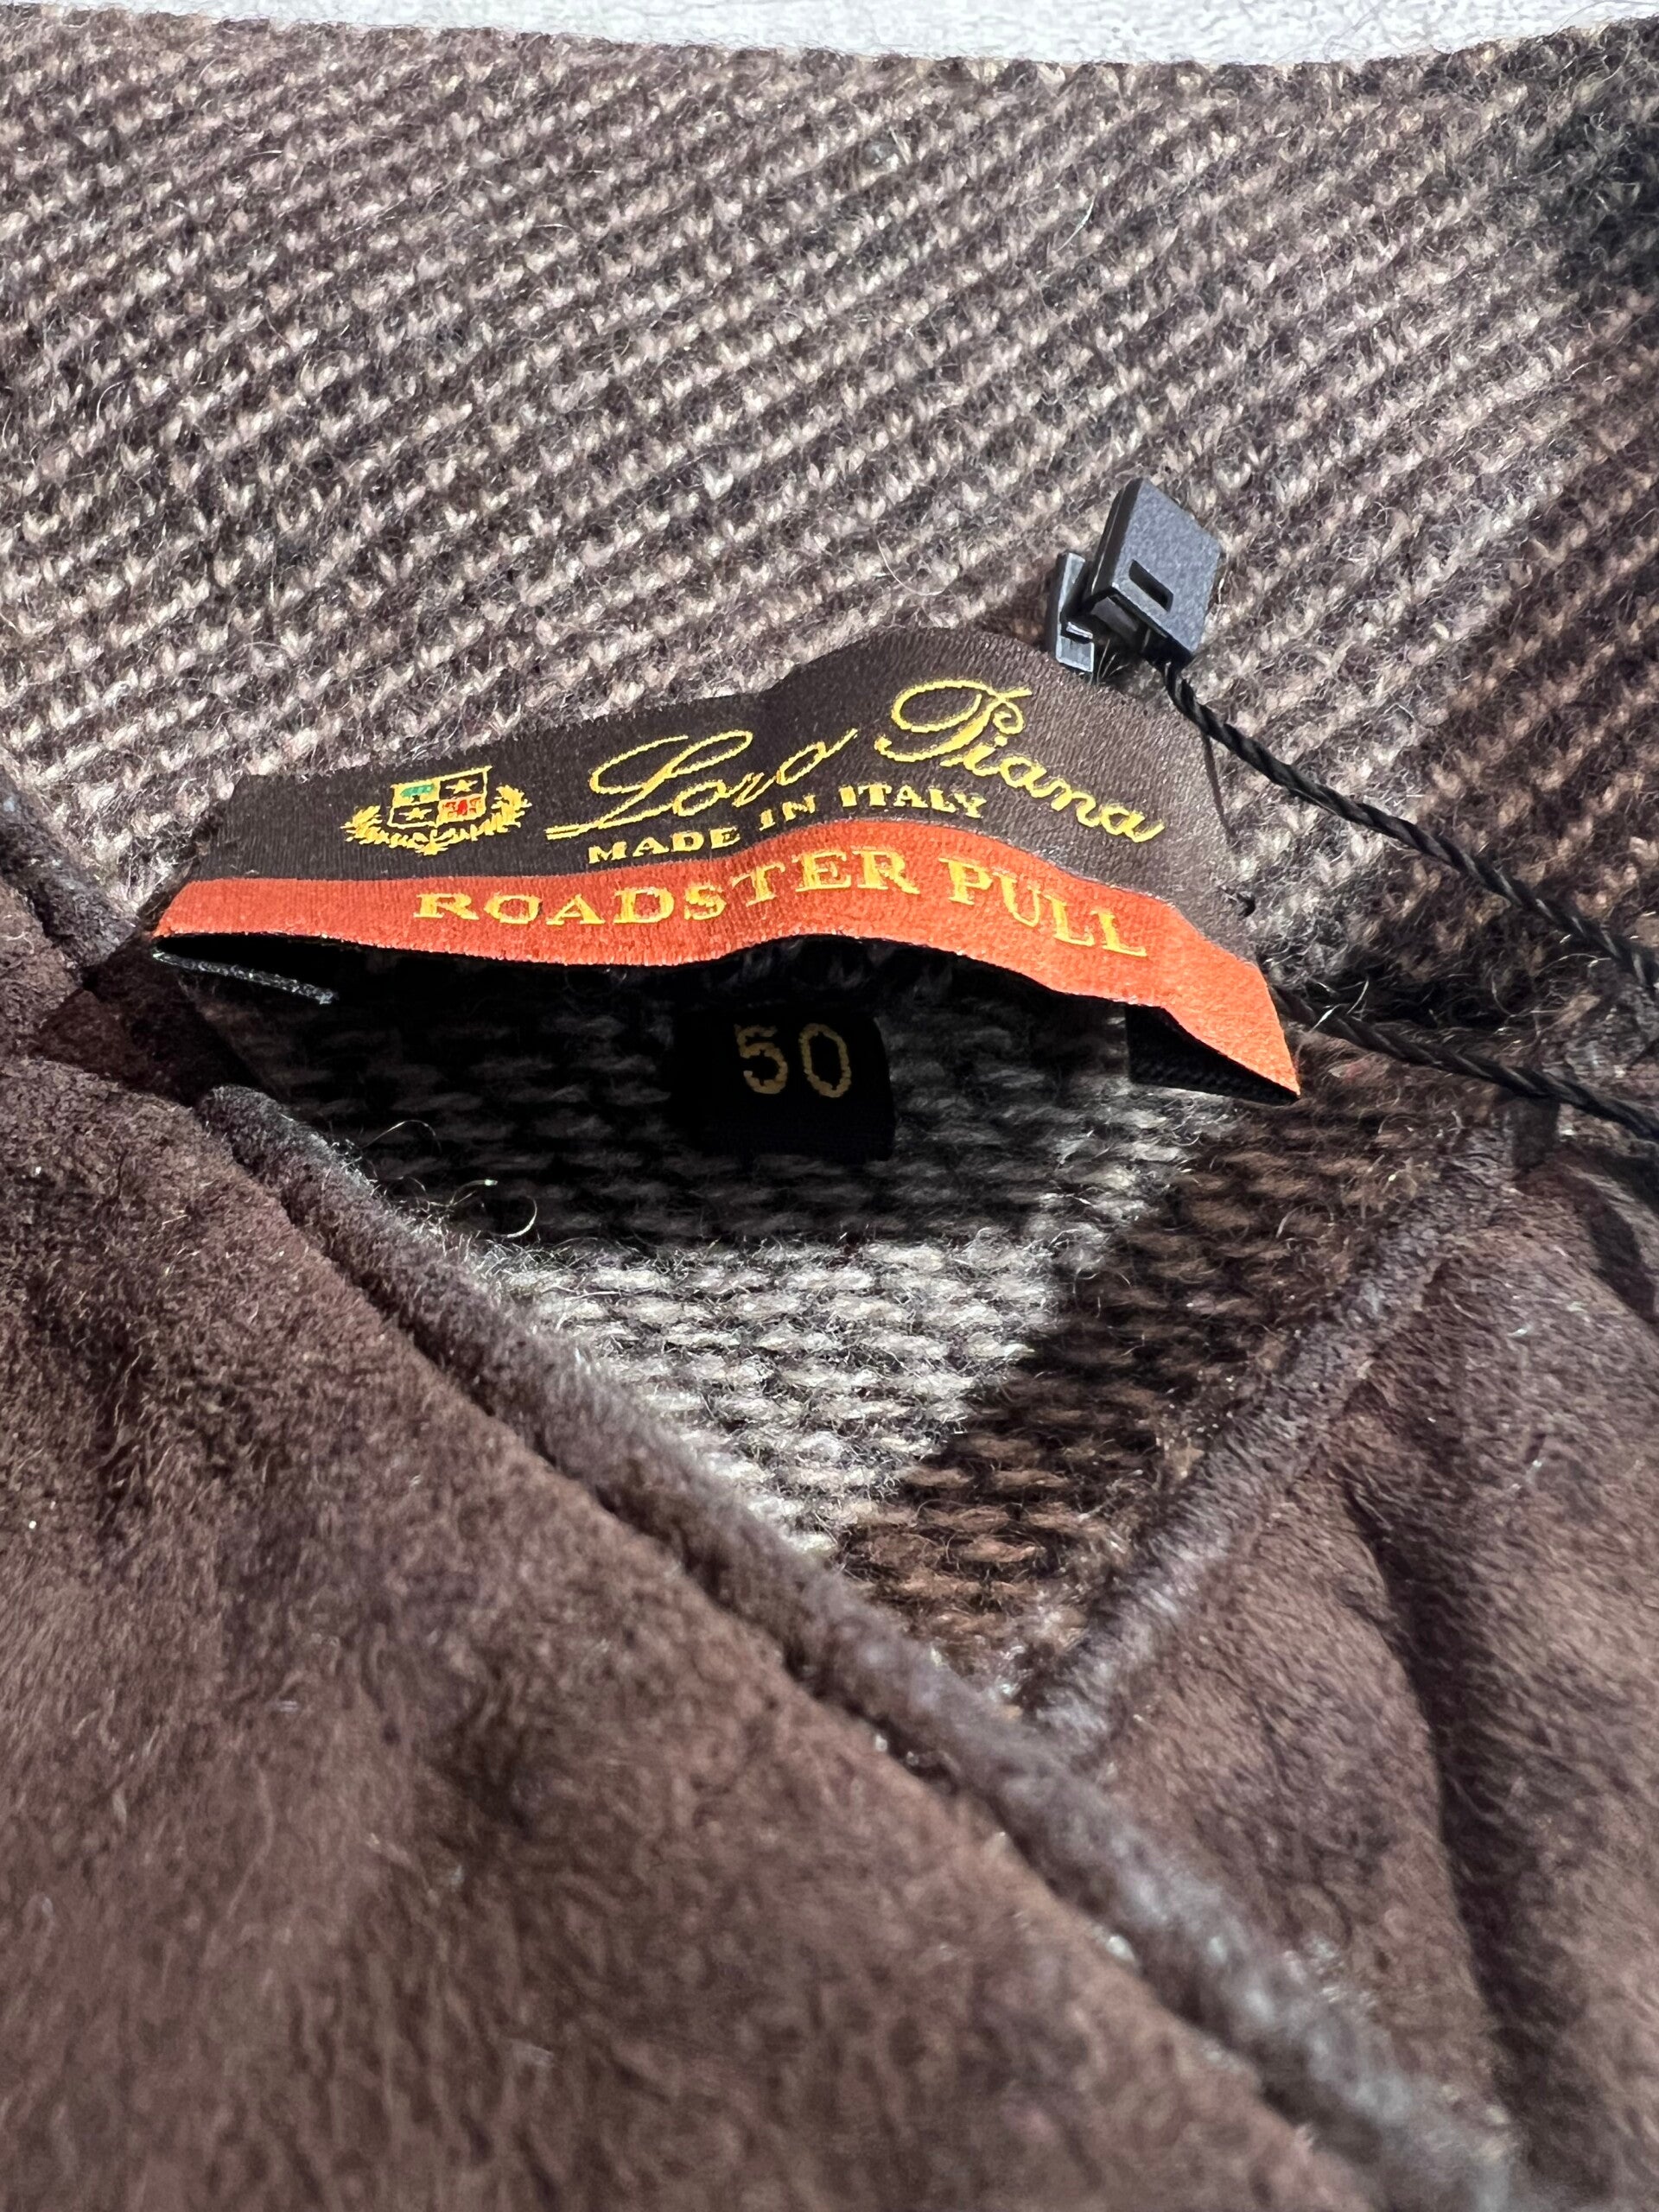 Loro Piana
MADE IN ITALY
ROADSTER PULL
50